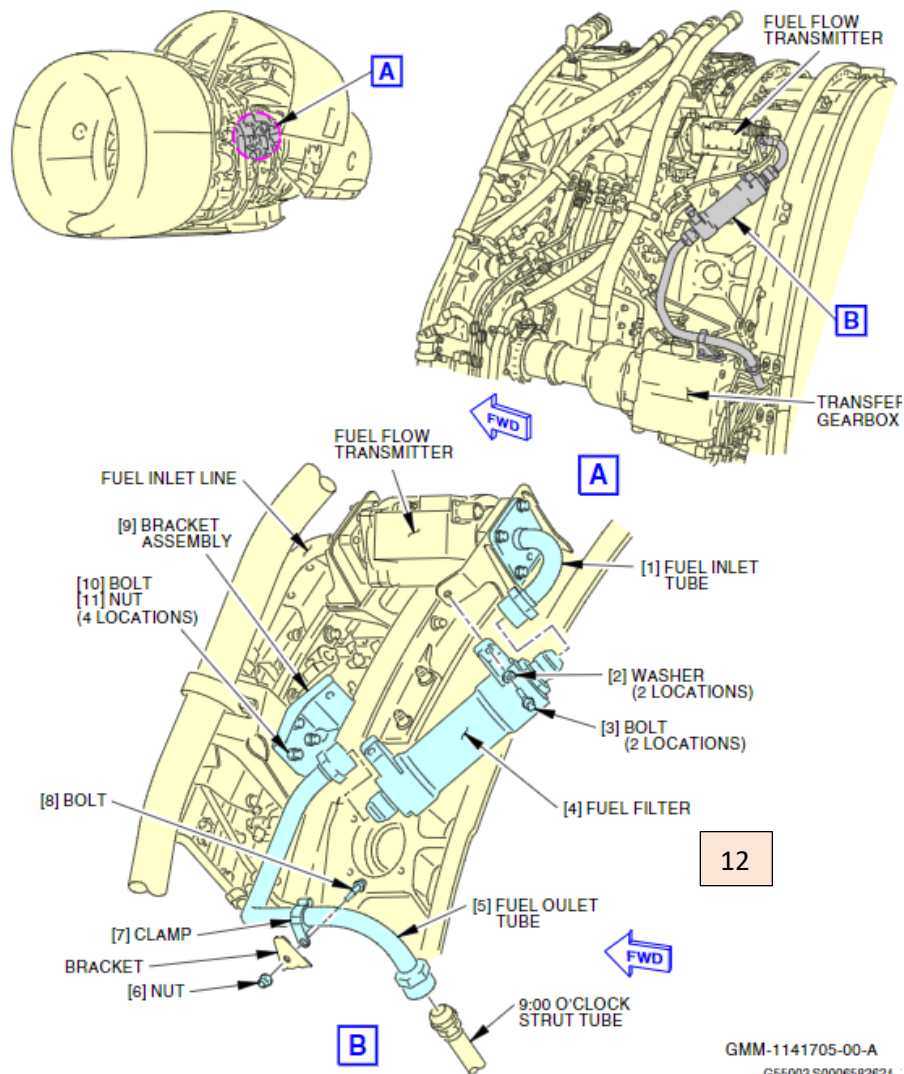 A
FUEL FLOW
TRANSMITTER
B
TRANSFER
GEARBOX
FWD
A
FUEL FLOW
TRANSMITTER
FUEL INLET LINE
[9] BRACKET
ASSEMBLY
[10] BOLT
[11] NUT
(4 LOCATIONS)
[1] FUEL INLET
TUBE
[2] WASHER
(2 LOCATIONS)
[3] BOLT
(2 LOCATIONS)
[8] BOLT
[4] FUEL FILTER
12
[5] FUEL OULET
TUBE
[7] CLAMP
BRACKET
[6] NUT
FWD
9:00 O'CLOCK
STRUT TUBE
B
GMM-1141705-00-A